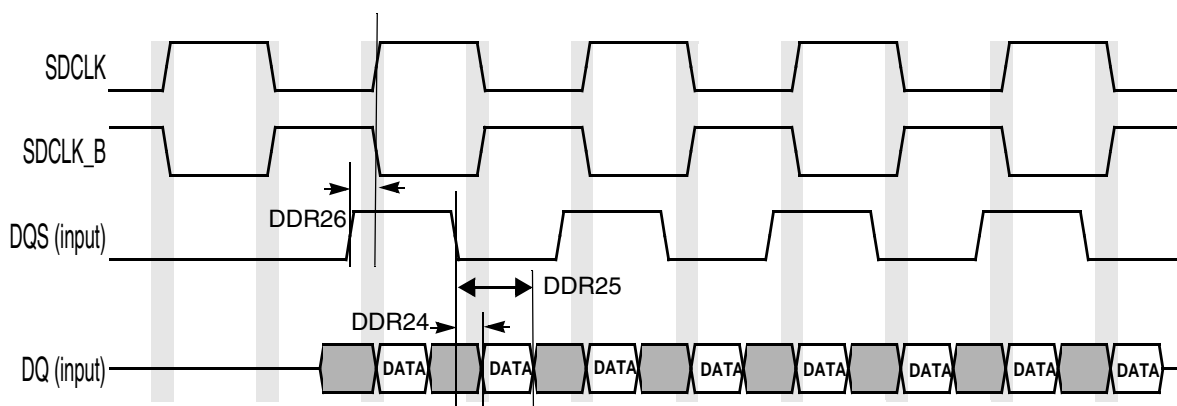 SDCLK
SDCLK_B
DDR26
DQS (input)
DDR25
DDR24
DQ (input)
DATA DATA DATA DATA DATA DATA DATA DATA